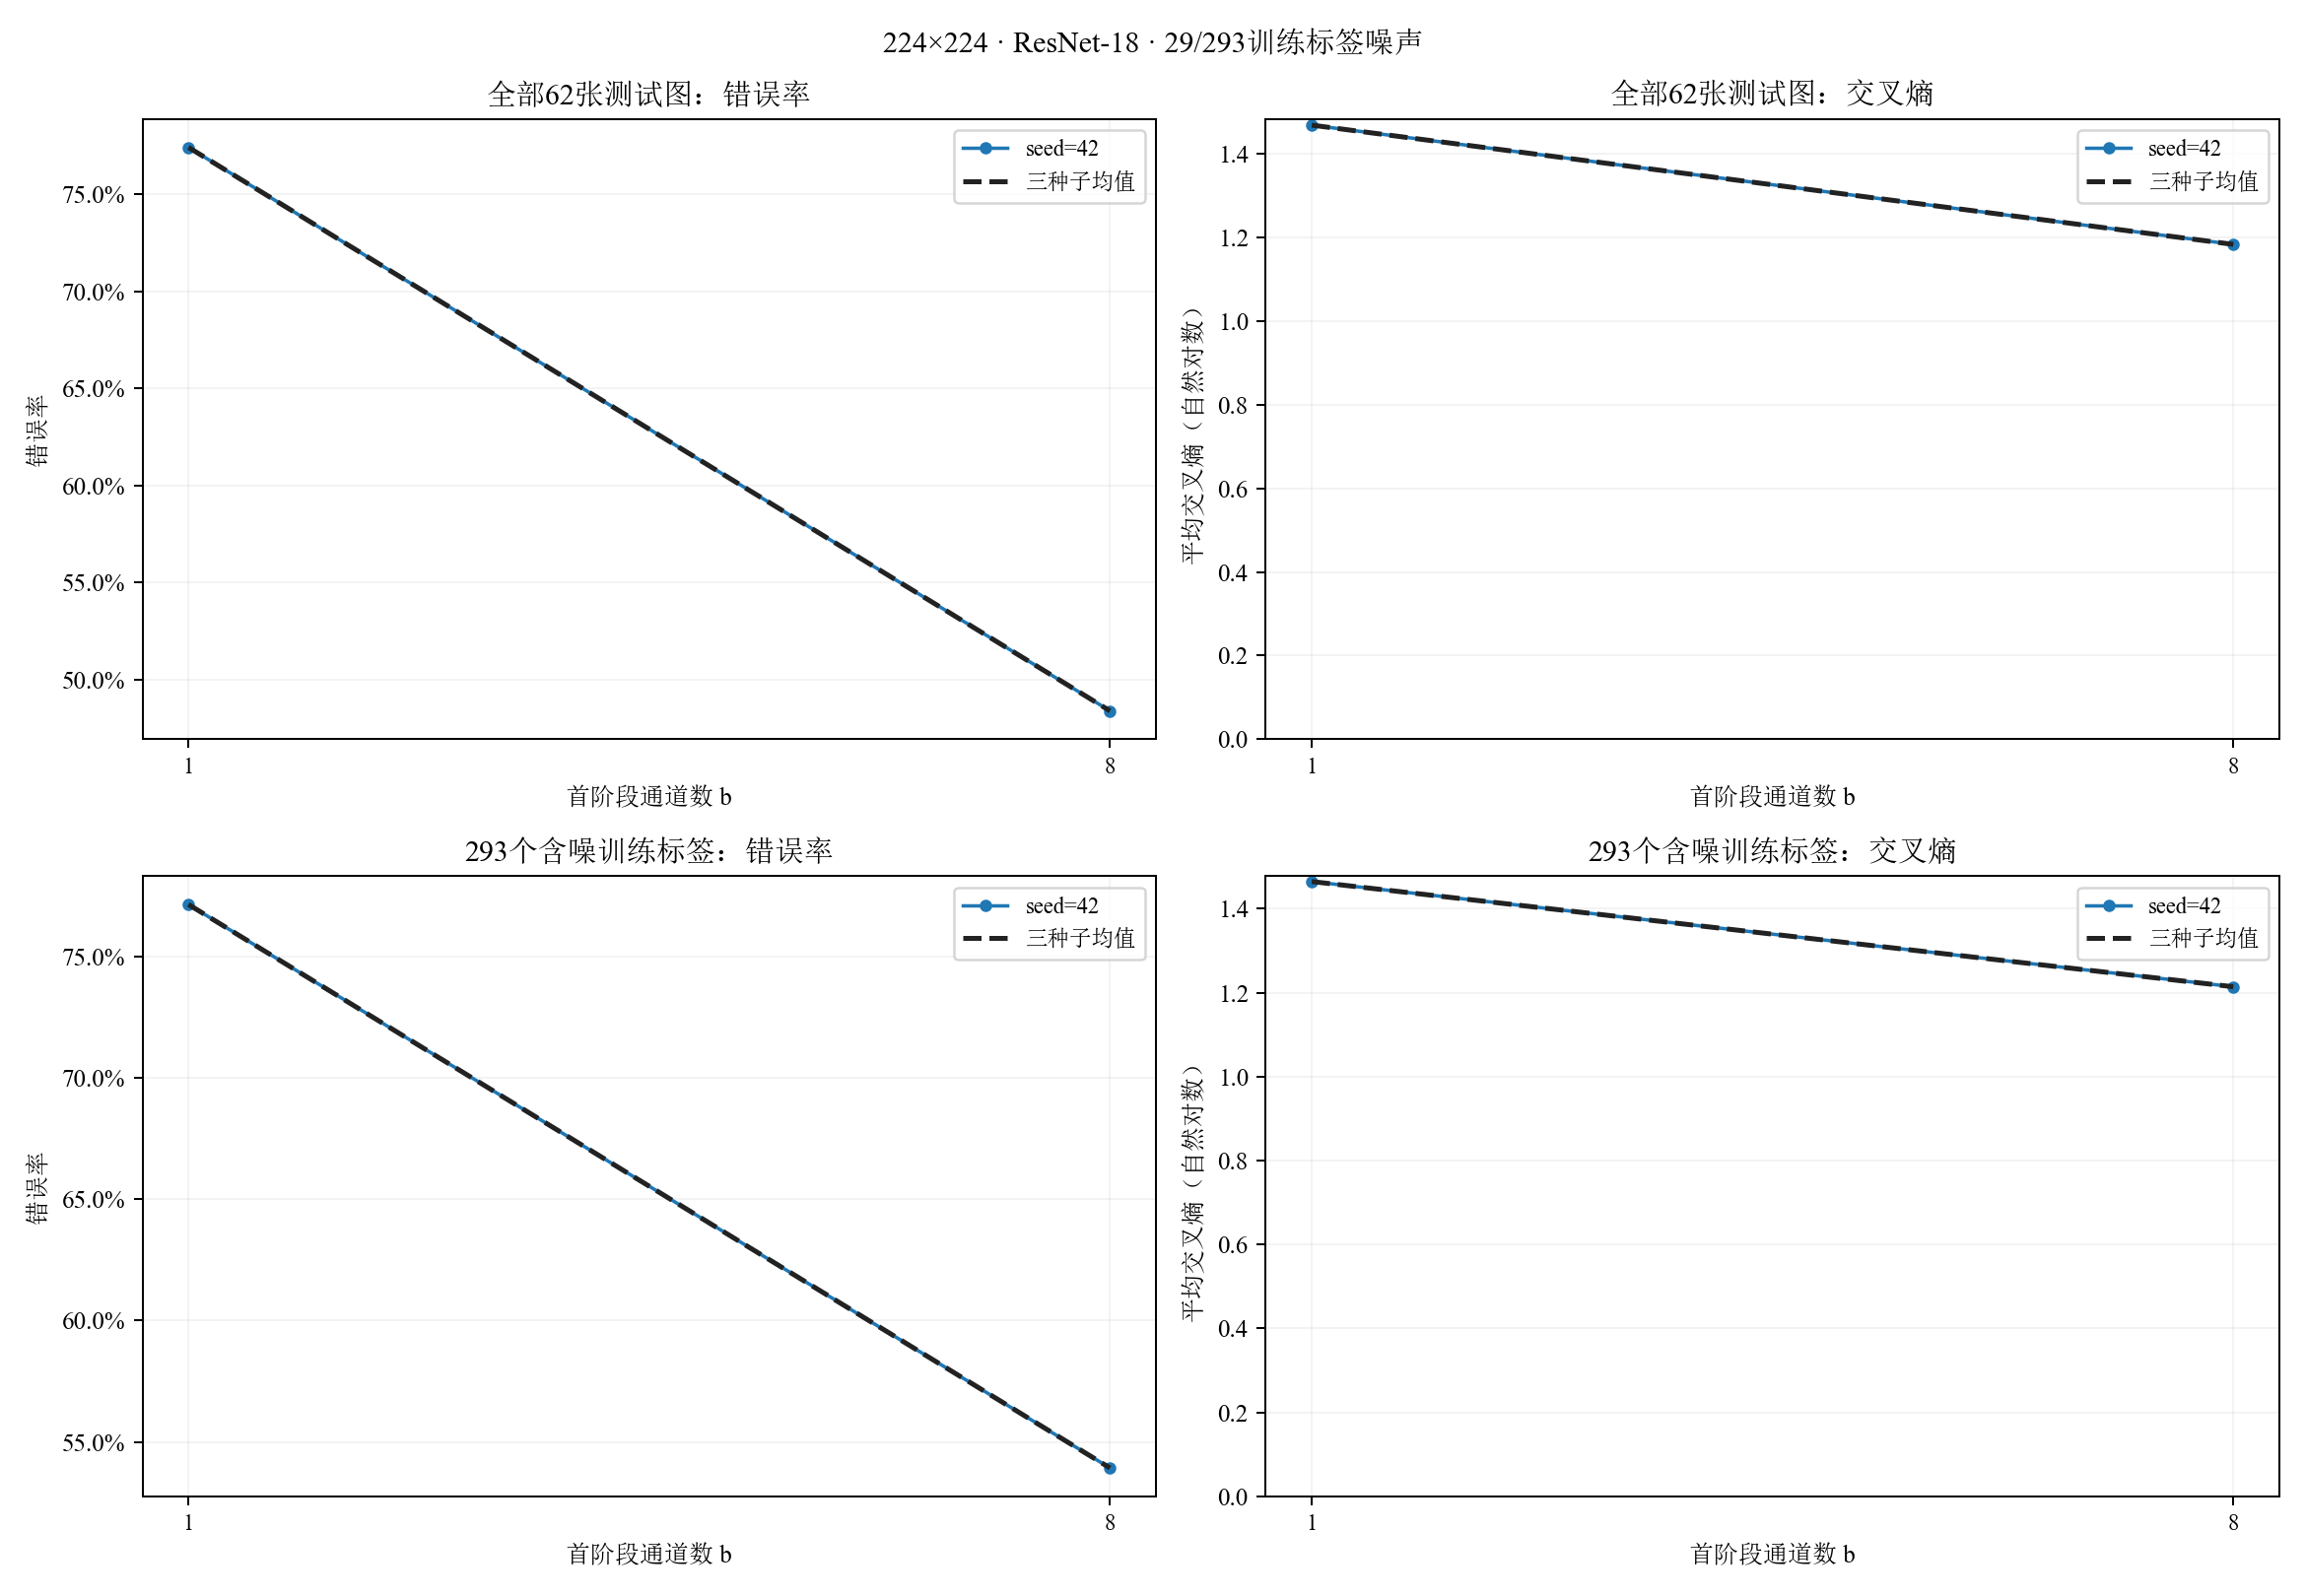 224×224 · ResNet-18 · 29/293训练标签噪声
全部62张测试图：错误率
seed=42
三种子均值
错误率
75.0%
70.0%
65.0%
60.0%
55.0%
50.0%
1
8
首阶段通道数 b
全部62张测试图：交叉熵
seed=42
三种子均值
平均交叉熵（自然对数）
1.4
1.2
1.0
0.8
0.6
0.4
0.2
0.0
1
8
首阶段通道数 b
293个含噪训练标签：错误率
seed=42
三种子均值
错误率
75.0%
70.0%
65.0%
60.0%
55.0%
1
8
首阶段通道数 b
293个含噪训练标签：交叉熵
seed=42
三种子均值
平均交叉熵（自然对数）
1.4
1.2
1.0
0.8
0.6
0.4
0.2
0.0
1
8
首阶段通道数 b